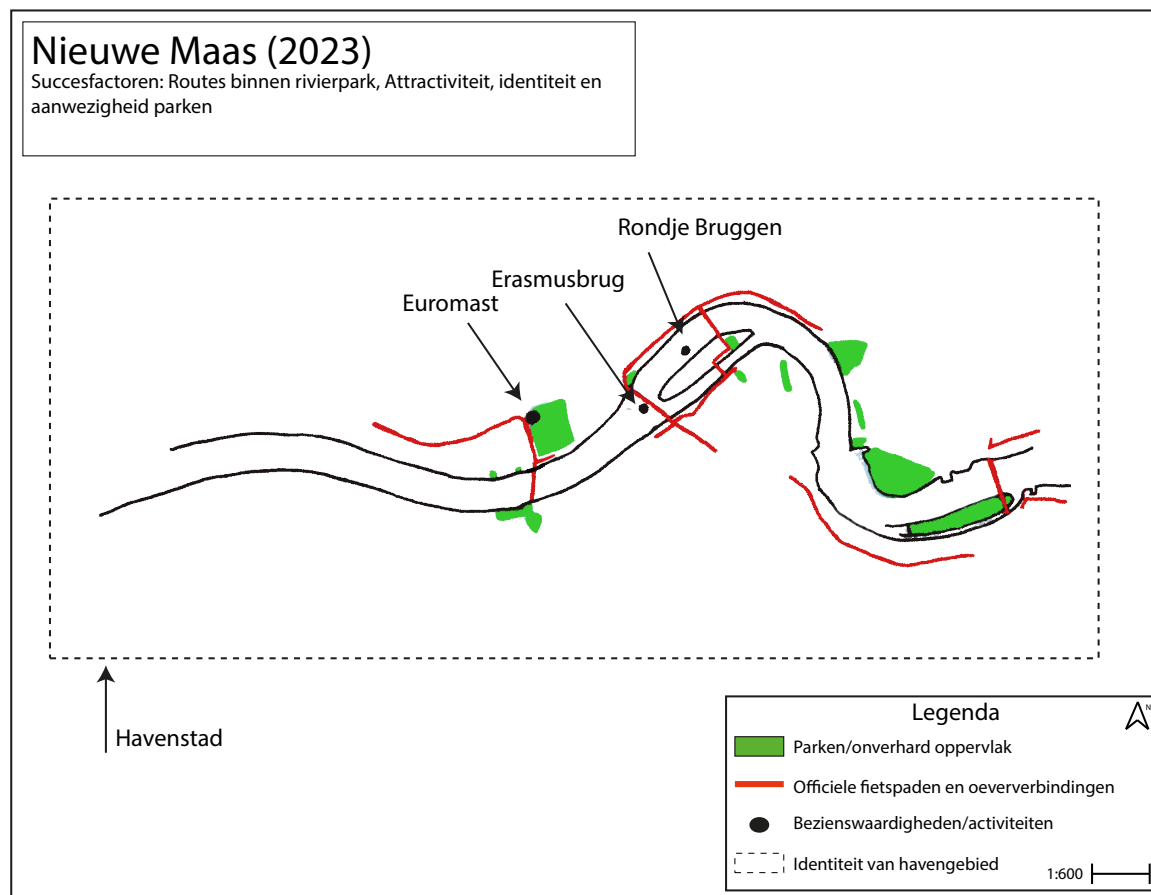 Nieuwe Maas (2023)
Succesfactoren: Routes binnen rivierpark, Attractiviteit, identiteit en
aanwezigheid parken
Rondje Bruggen
Erasmusbrug
Euromast
Havenstad
Legenda
N
Parken/onverhard oppervlak
Officiele fietspaden en oeververbindingen
Bezienswaardigheden/activiteiten
Identiteit van havengebied
1:600